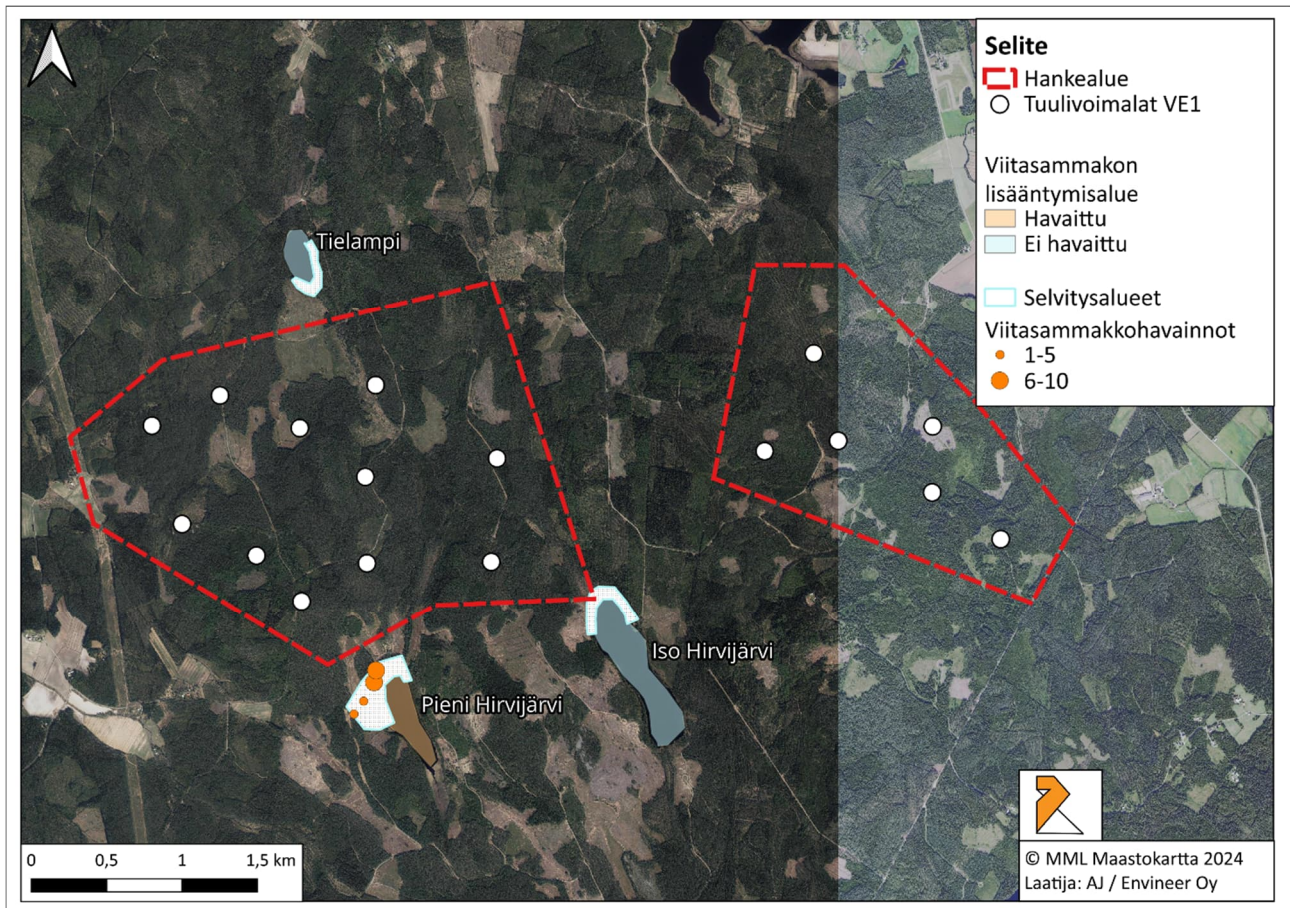 Selite
Hankealue
Tuulivoimalat VE1
Viitasammakon
lisääntymisalue
Havaittu
Ei havaittu
Selvitysalueet
Viitasammakkohavainnot
1-5
6-10
Tielampi
Iso Hirvijärvi
Pieni Hirvijärvi
0 0,5 1 1,5 km
© MML Maastokartta 2024
Laatija: AJ / Envineer Oy